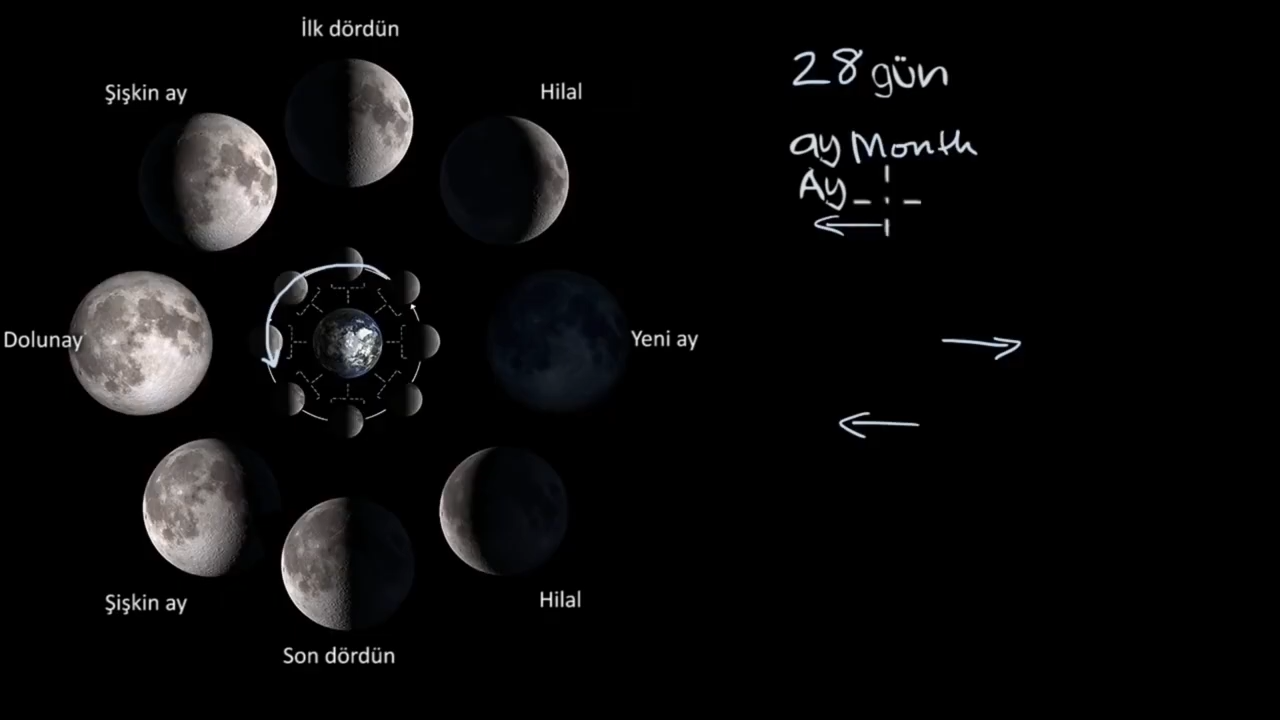 İlk dördün
Şişkin ay
Hilal
Dolunay
Yeni ay
Şişkin ay
Hilal
Son dördün
28 gün
ay Month
Ay